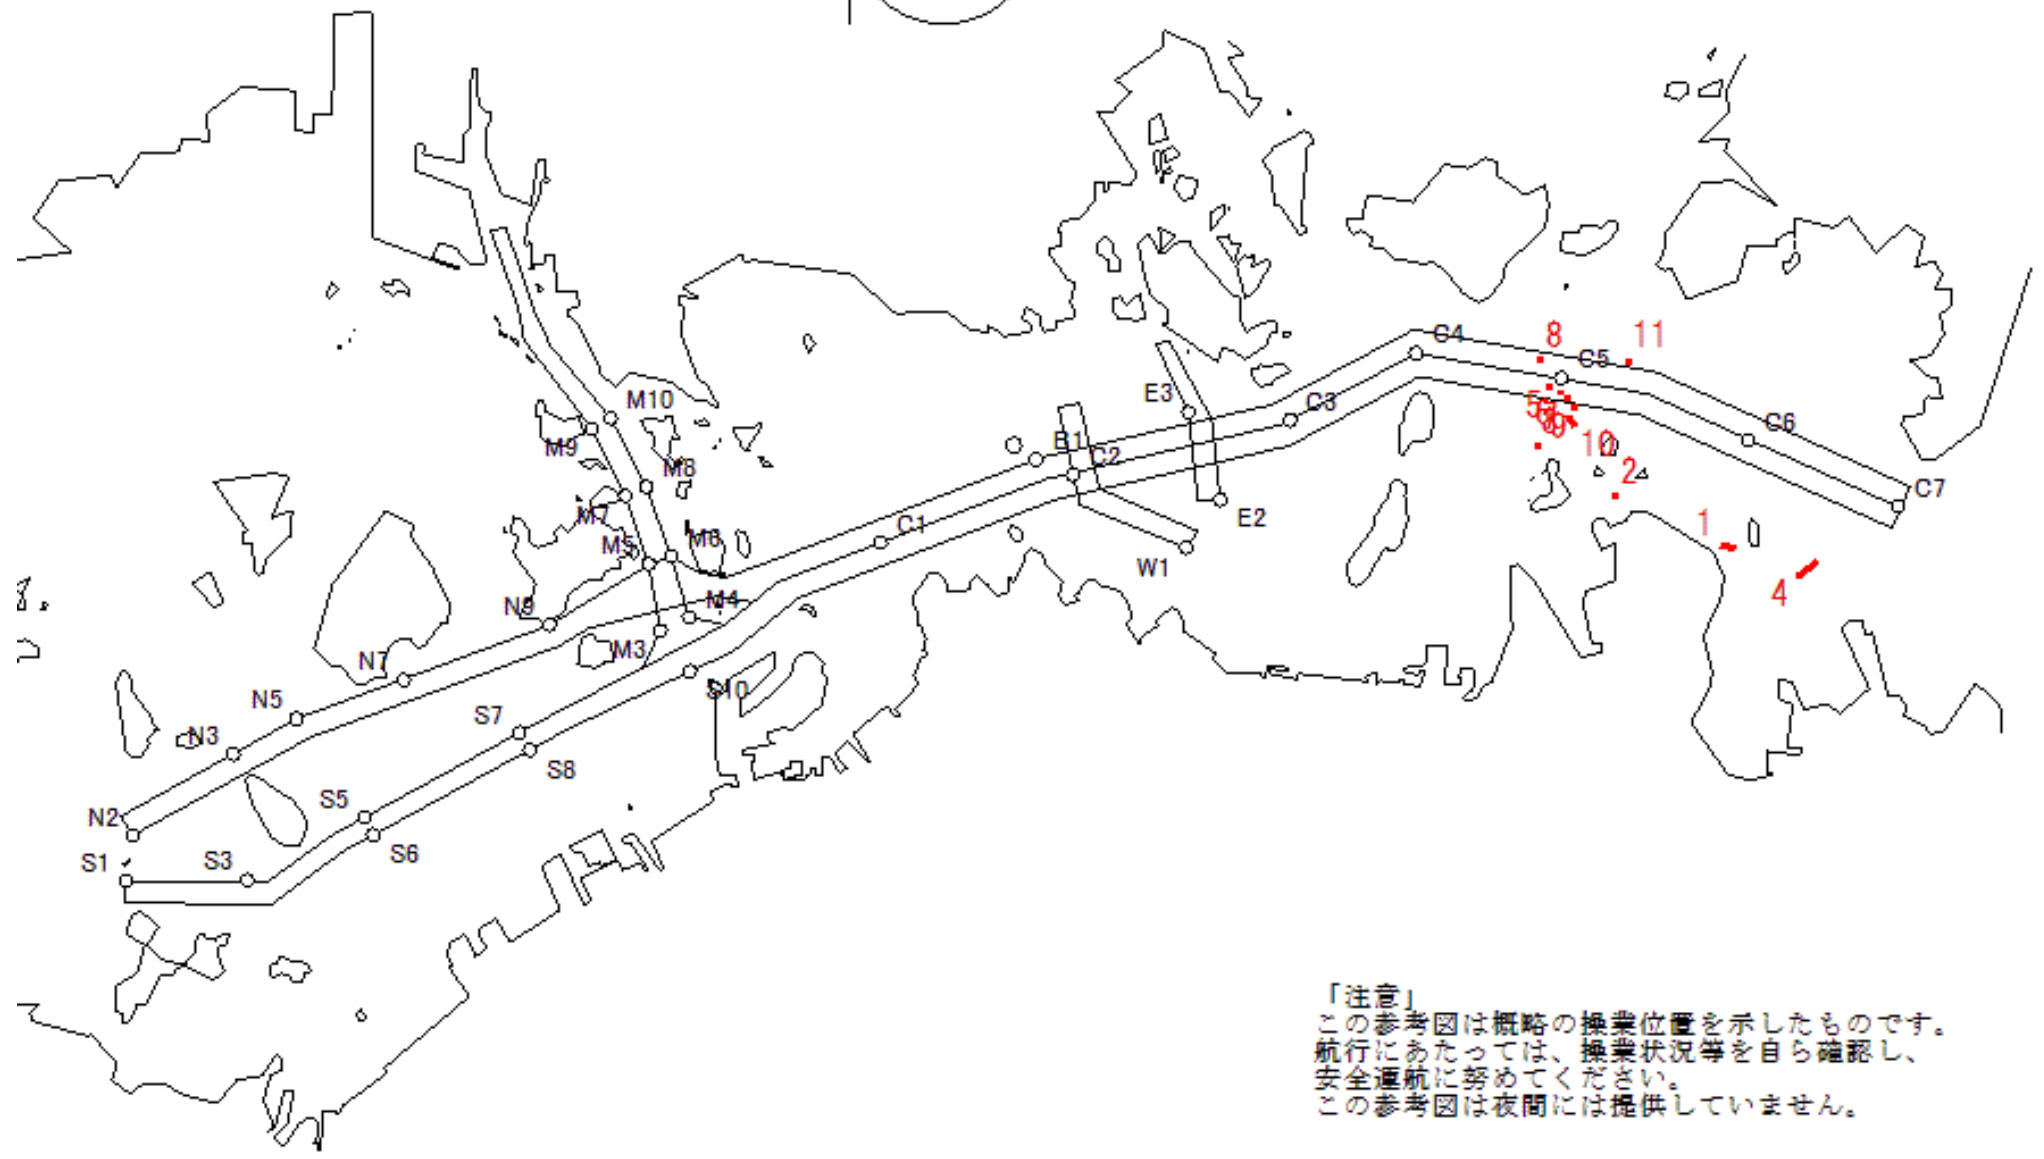 8
11
C4
C5
E3
M10
C3
C6
M9
B1
C2
10
M8
2
C7
M7
E2
1
C1
M5
M6
W1
4
N9
M4
M3
N7
S10
N5
S7
N3
S8
S5
N2
S6
S1
S3
「注意」
この参考図は概略の操業位置を示したものです。
航行にあたっては、操業状況等を自ら確認し、
安全運航に努めてください。
この参考図は夜間には提供していません。